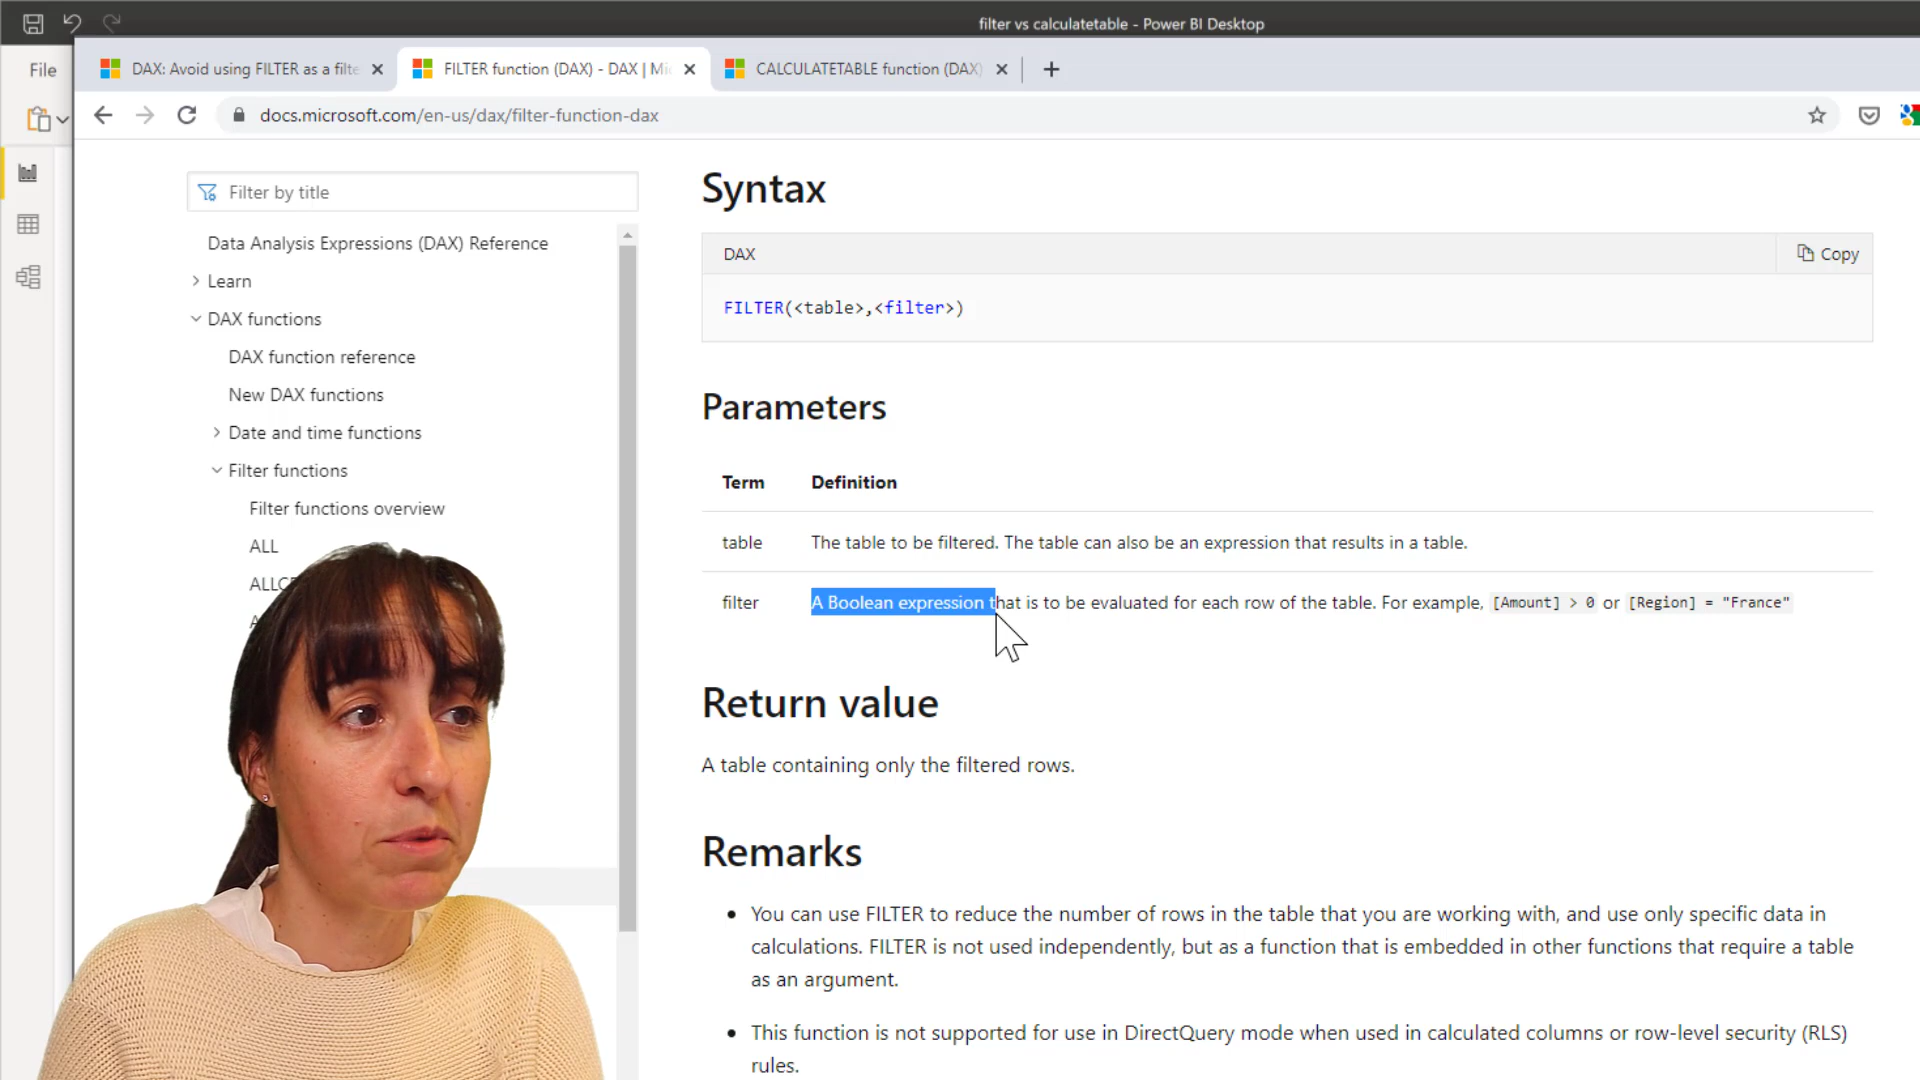 filter vs calculatetable - Power BI Desktop
File
DAX: Avoid using FILTER as a filte
FILTER function (DAX) - DAX | Mi
CALCULATETABLE function (DAX)
docs.microsoft.com/en-us/dax/filter-function-dax
Filter by title
Data Analysis Expressions (DAX) Reference
Learn
DAX functions
DAX function reference
New DAX functions
Date and time functions
Filter functions
Filter functions overview
ALL
Syntax
DAX
Copy
FILTER(<table>,<filter>)
Parameters
Term Definition
table The table to be filtered. The table can also be an expression that results in a table.
filter A Boolean expression that is to be evaluated for each row of the table. For example, [Amount] > 0 or [Region] = "France"
Return value
A table containing only the filtered rows.
Remarks
• You can use FILTER to reduce the number of rows in the table that you are working with, and use only specific data in
calculations. FILTER is not used independently, but as a function that is embedded in other functions that require a table
as an argument.
• This function is not supported for use in DirectQuery mode when used in calculated columns or row-level security (RLS)
rules.